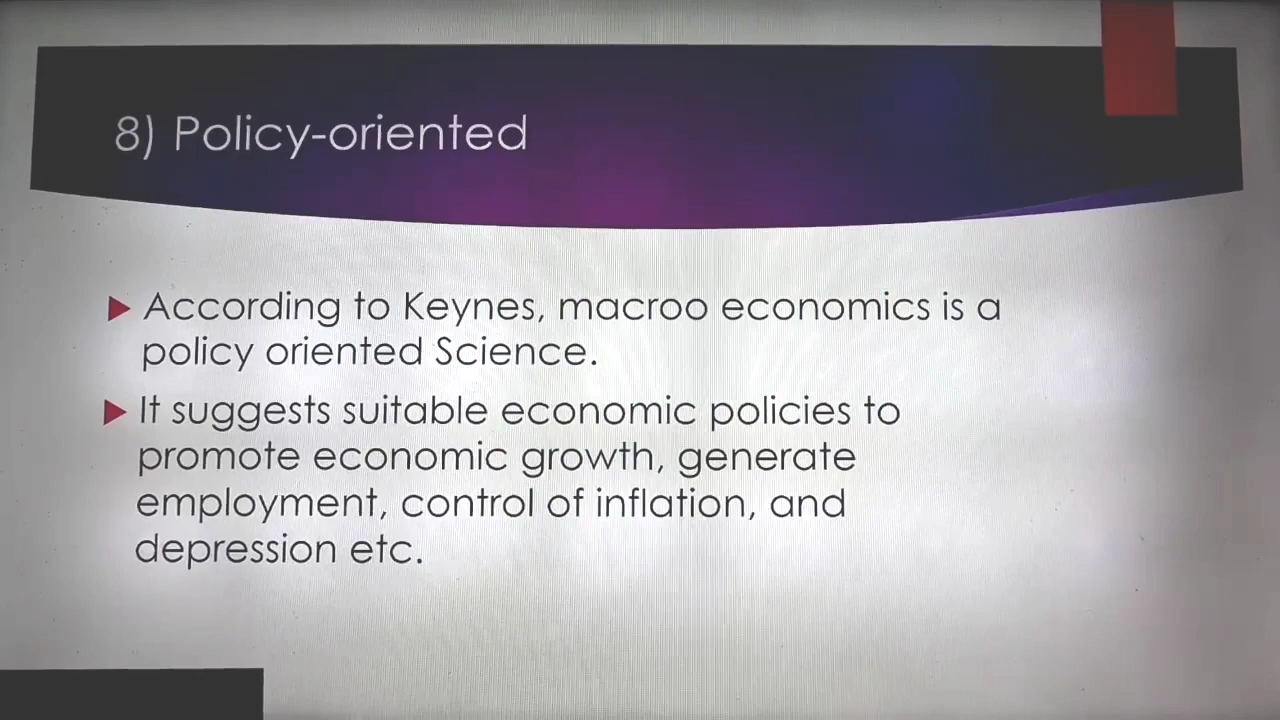 8) Policy-oriented
According to Keynes, macroo economics is a
policy oriented Science.
It suggests suitable economic policies to
promote economic growth, generate
employment, control of inflation, and
depression etc.